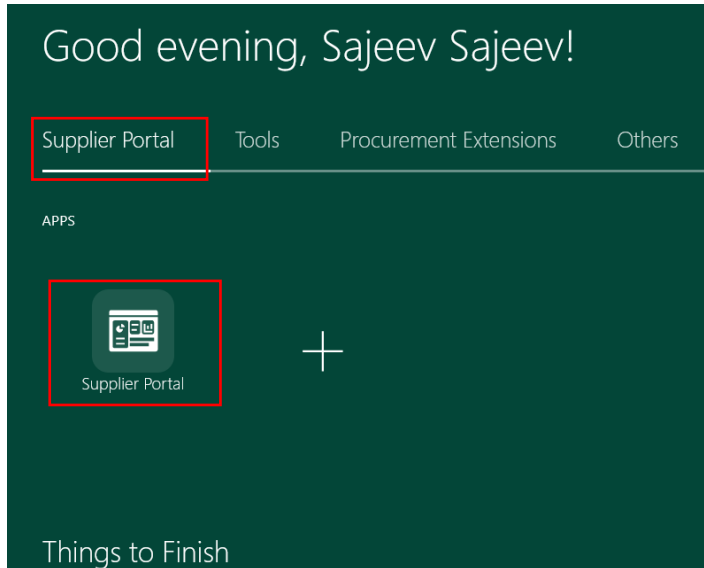 Good evening, Sajeev Sajeev!
Supplier Portal Tools Procurement Extensions Others
APPS
Supplier Portal
Things to Finish